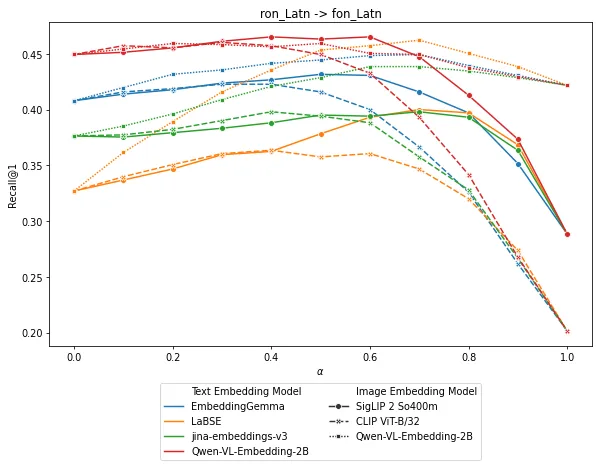 ron_Latn -> fon_Latn
Recall@1
0.45
0.40
0.35
0.30
0.25
0.20
0.0 0.2 0.4 0.6 0.8 1.0
α
Text Embedding Model
EmbeddingGemma
LaBSE
jina-embeddings-v3
Qwen-VL-Embedding-2B
Image Embedding Model
SigLIP 2 So400m
CLIP ViT-B/32
Qwen-VL-Embedding-2B